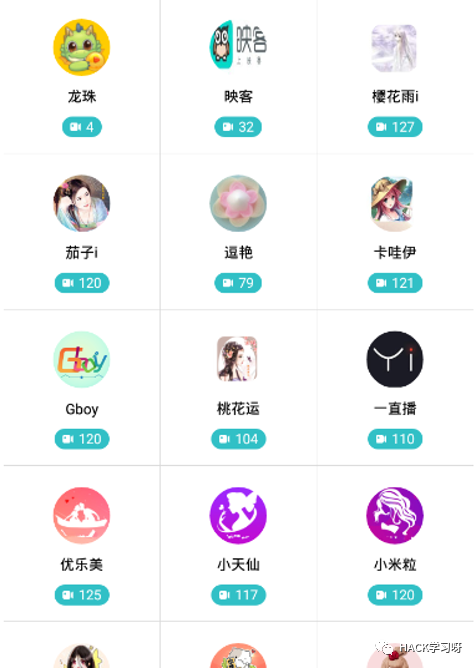 映客
龙珠
映客
樱花雨i
4
32
127
茄子i
逗艳
卡哇伊
120
79
121
Gboy
Yi
Gboy
桃花运
一直播
120
104
110
优乐美
小天仙
小米粒
125
117
120
HACK学习呀